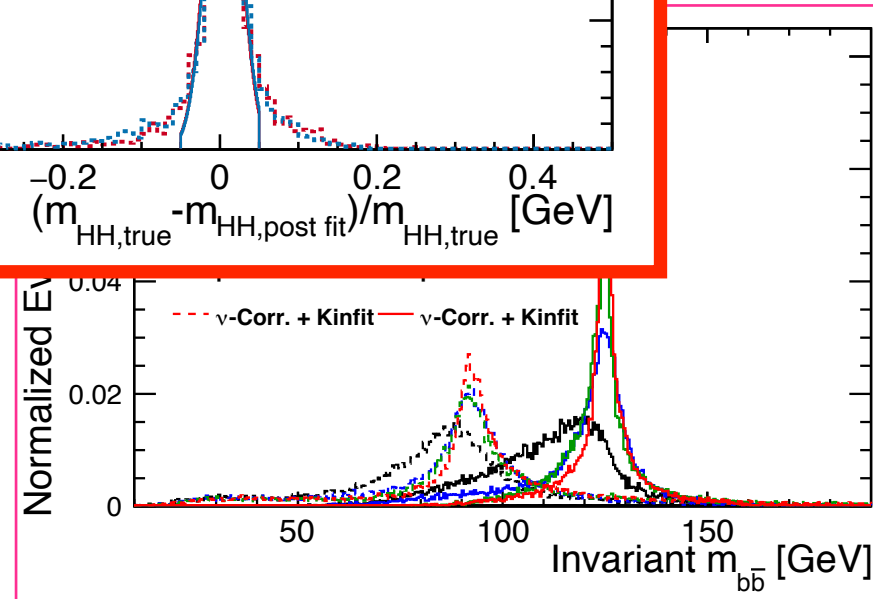 −0.2 0 0.2 0.4
(m_HH,true -m_HH,post fit)/m_HH,true [GeV]
0.04
ν-Corr. + Kinfit ν-Corr. + Kinfit
0.02
0
Normalized
50 100 150
Invariant m_bb̅ [GeV]